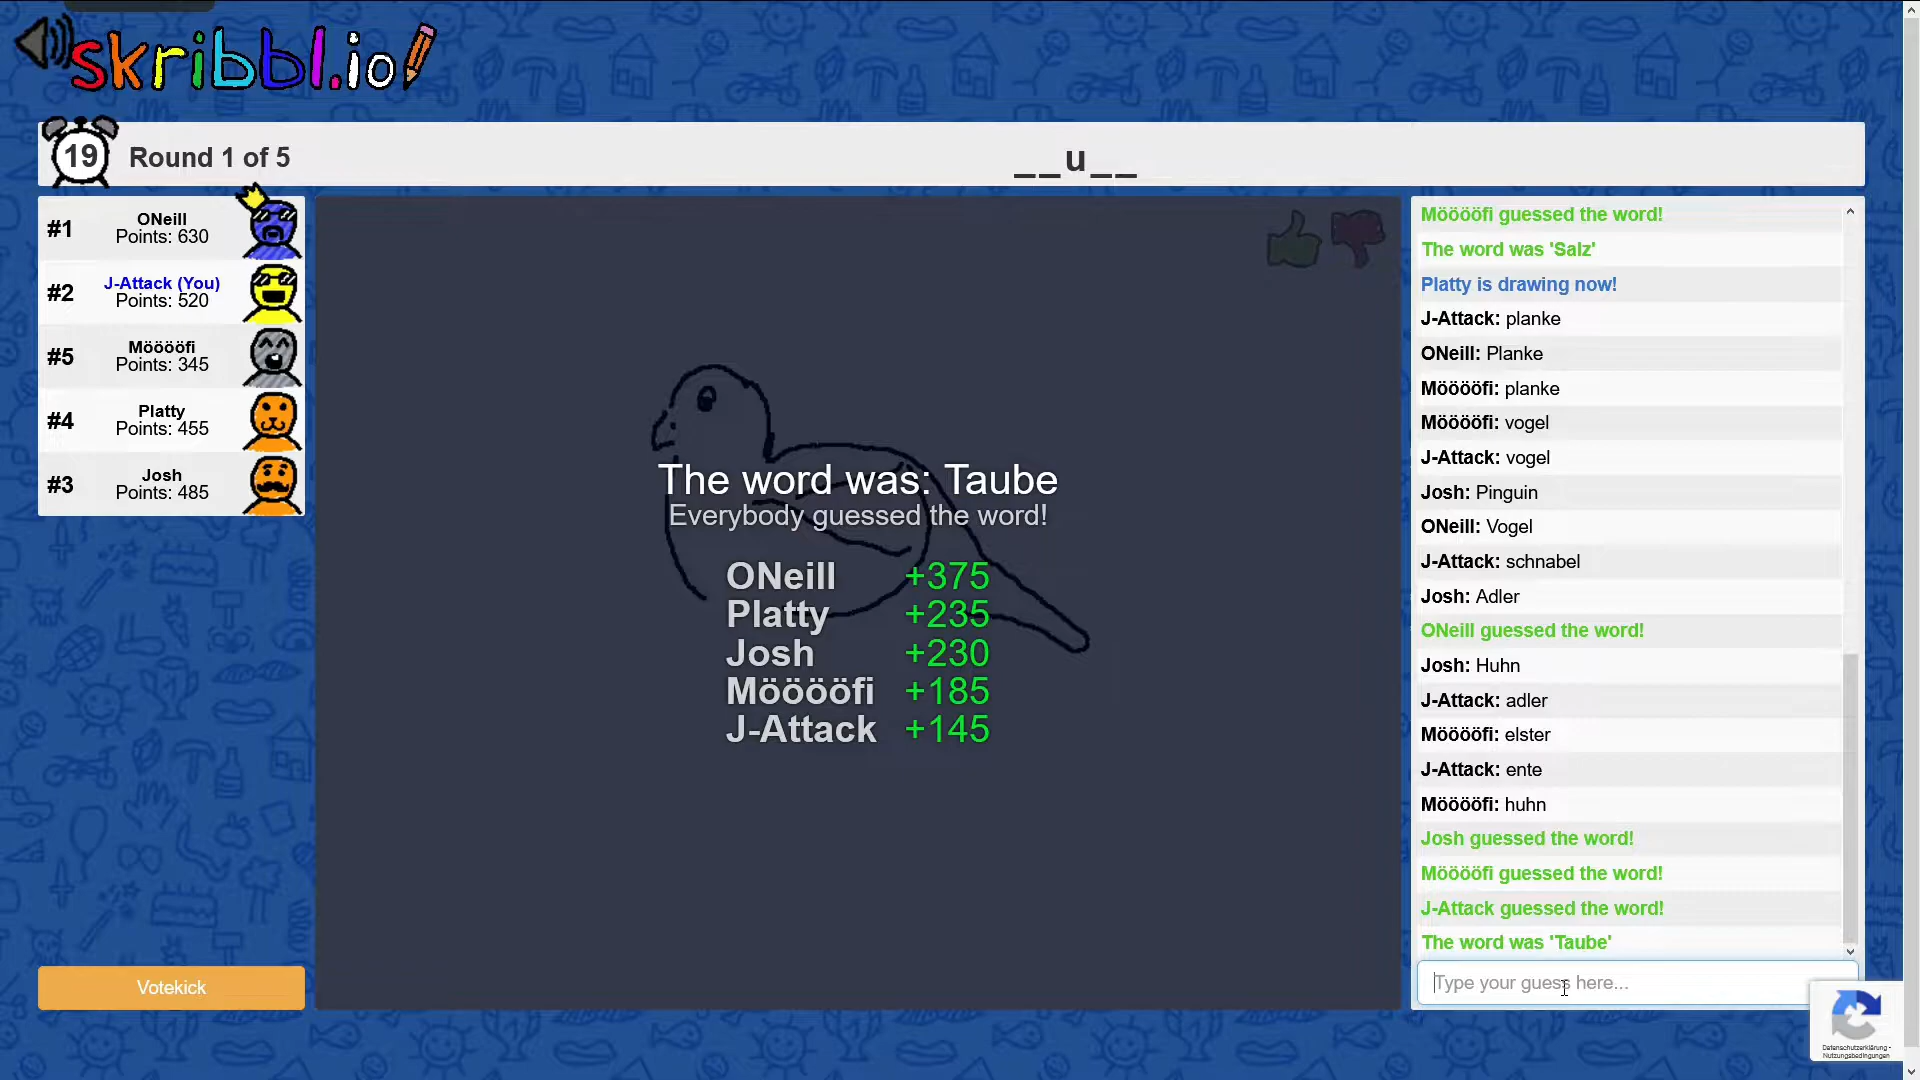 skribbl.io
19
Round 1 of 5
__u__
#1
ONeill
Points: 630
#2
J-Attack (You)
Points: 520
#5
Mööööfi
Points: 345
#4
Platty
Points: 455
#3
Josh
Points: 485
Votekick
The word was: Taube
Everybody guessed the word!
ONeill +375
Platty +235
Josh +230
Mööööfi +185
J-Attack +145
Mööööfi guessed the word!
The word was 'Salz'
Platty is drawing now!
J-Attack: planke
ONeill: Planke
Mööööfi: planke
Mööööfi: vogel
J-Attack: vogel
Josh: Pinguin
ONeill: Vogel
J-Attack: schnabel
Josh: Adler
ONeill guessed the word!
Josh: Huhn
J-Attack: adler
Mööööfi: elster
J-Attack: ente
Mööööfi: huhn
Josh guessed the word!
Mööööfi guessed the word!
J-Attack guessed the word!
The word was 'Taube'
Type your guess here...
Datenschutzerklärung -
Nutzungsbedingungen